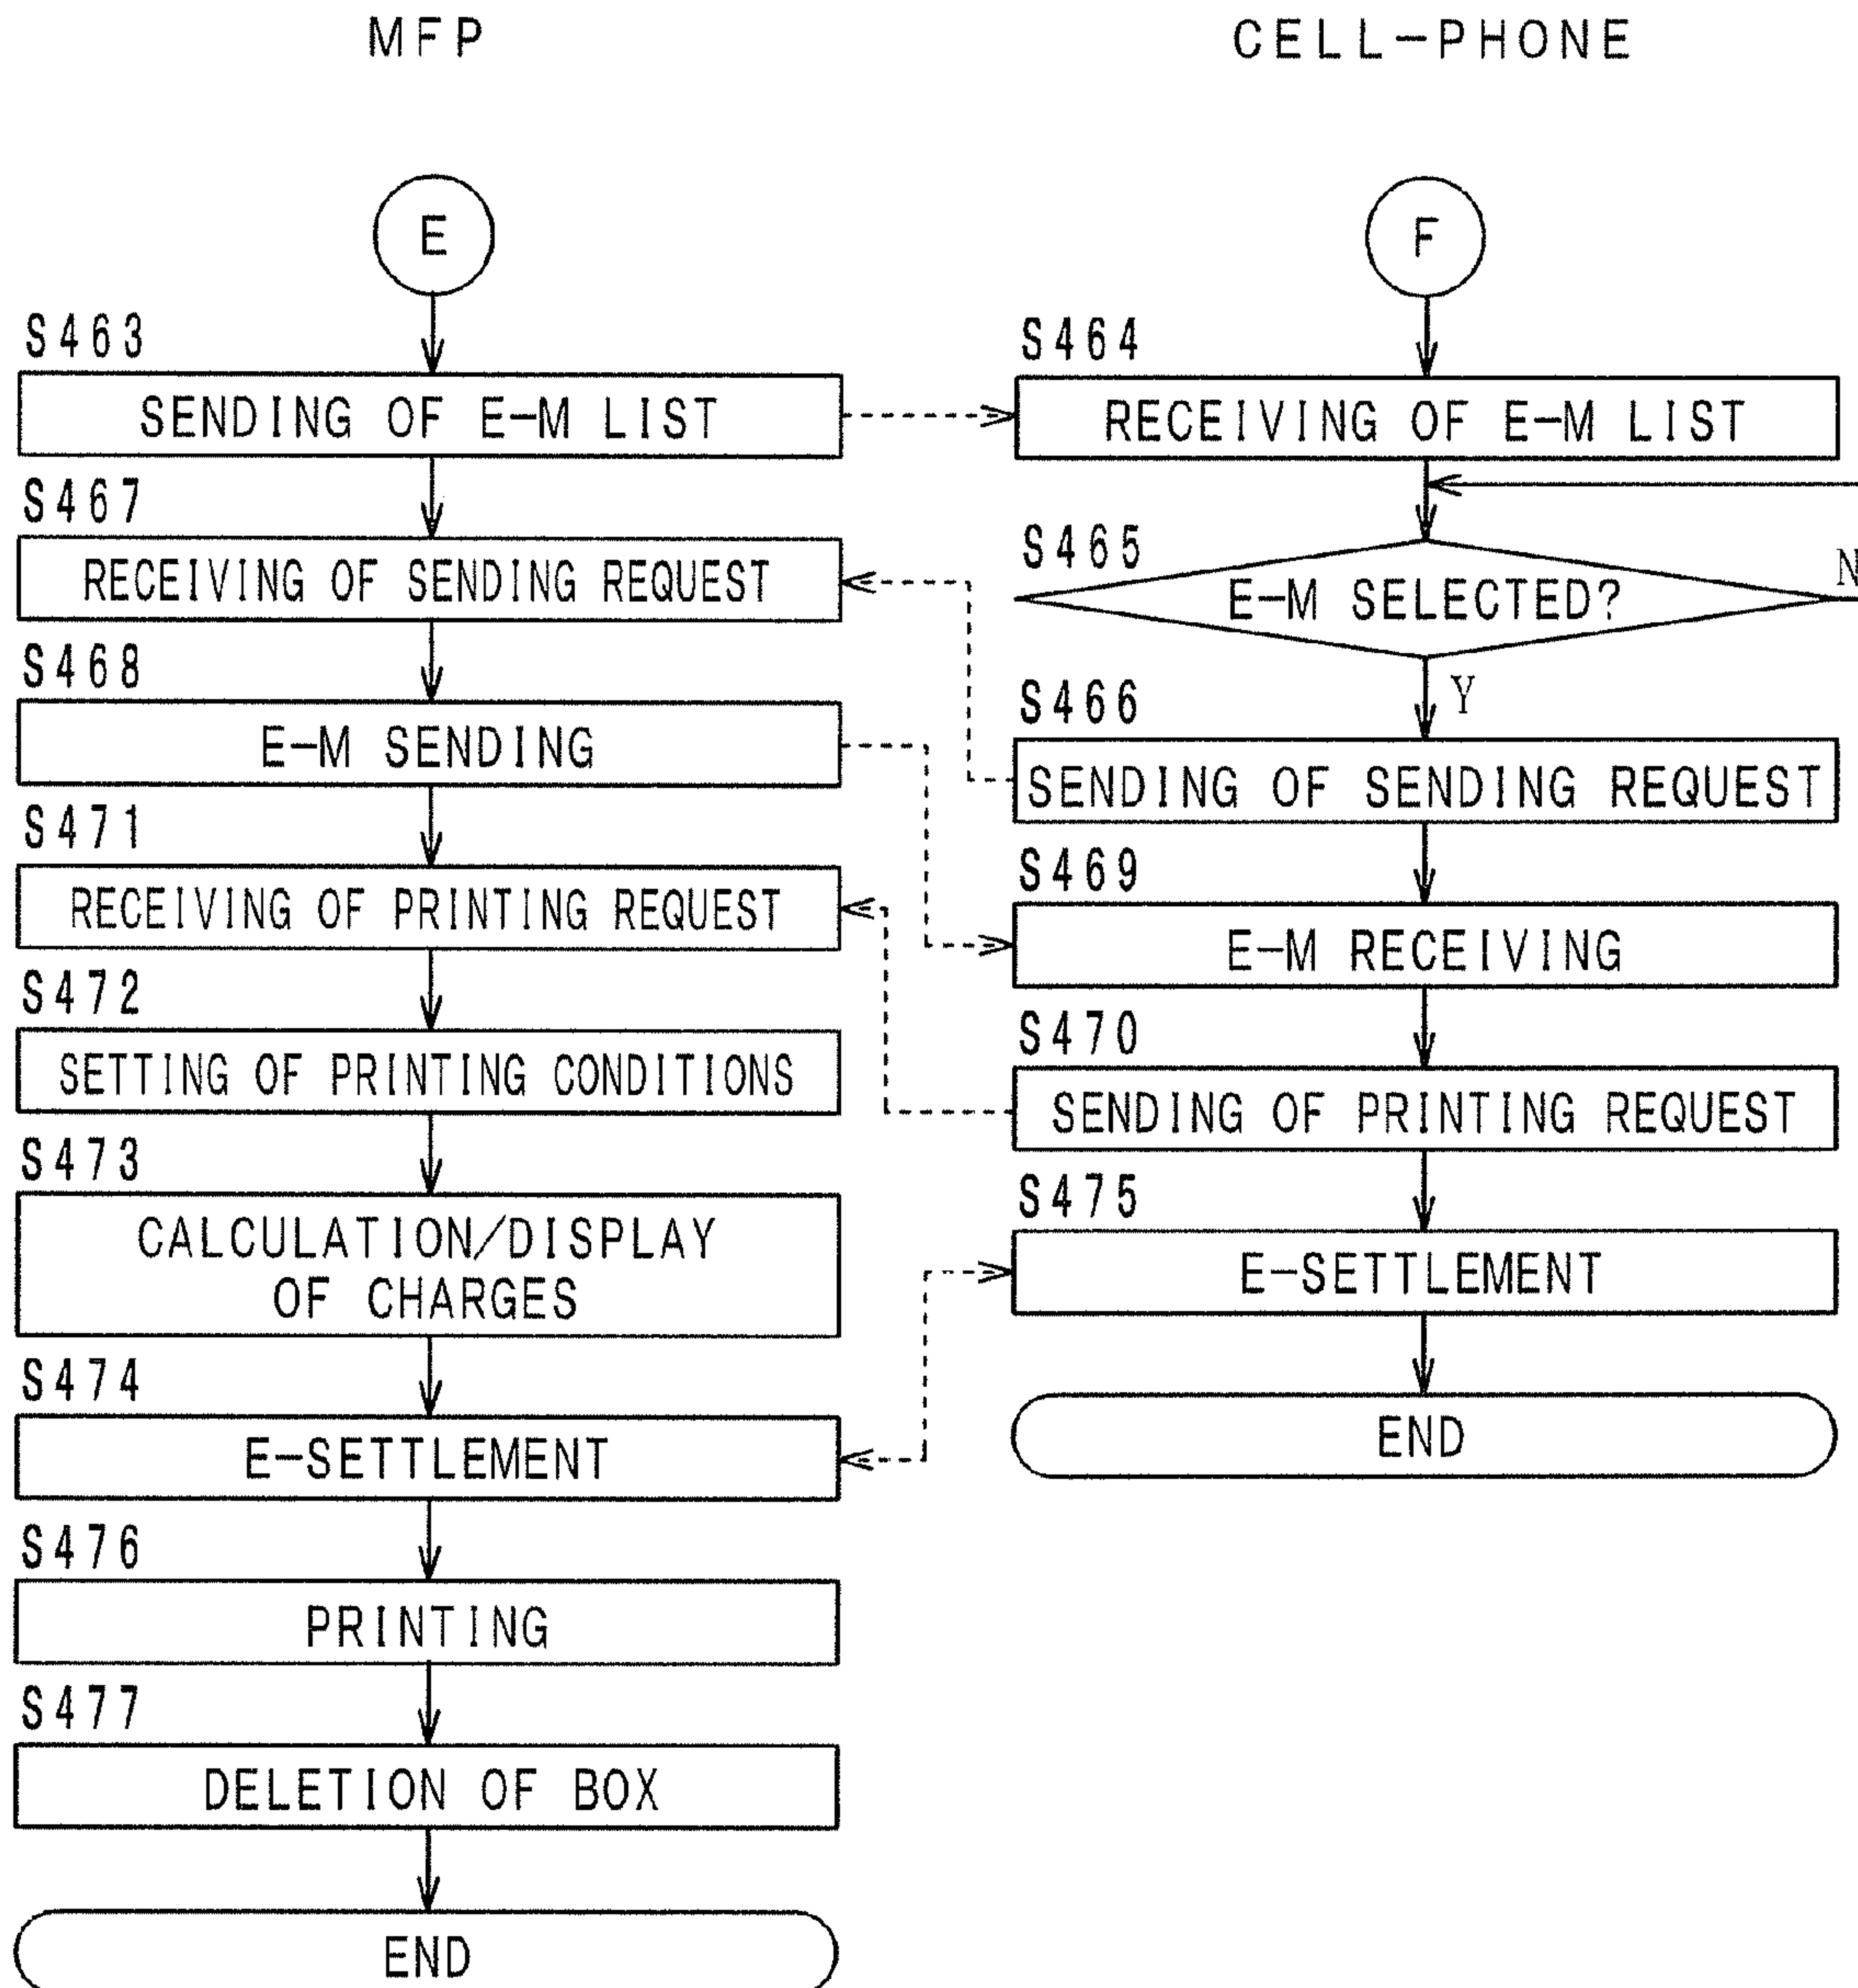 MFP
CELL-PHONE
E
F
S463
SENDING OF E-M LIST
S464
RECEIVING OF E-M LIST
S467
RECEIVING OF SENDING REQUEST
S465
E-M SELECTED?
N
Y
S468
E-M SENDING
S466
SENDING OF SENDING REQUEST
S471
RECEIVING OF PRINTING REQUEST
S469
E-M RECEIVING
S472
SETTING OF PRINTING CONDITIONS
S470
SENDING OF PRINTING REQUEST
S473
CALCULATION/DISPLAY
OF CHARGES
S475
E-SETTLEMENT
S474
E-SETTLEMENT
END
S476
PRINTING
S477
DELETION OF BOX
END